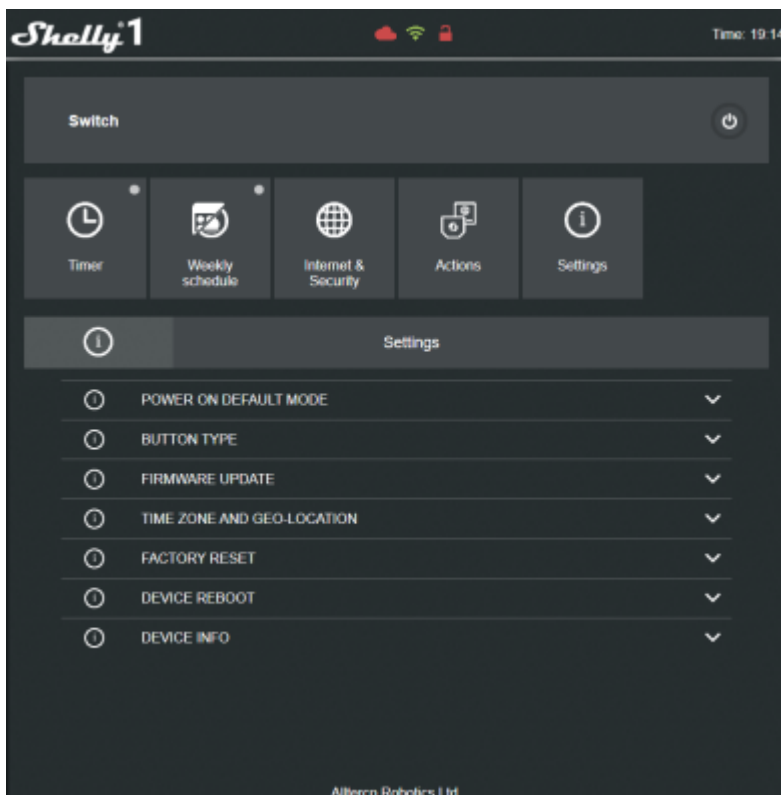 Shelly 1
Time: 19:14
Switch
Timer
Weekly
schedule
Internet &
Security
Actions
Settings
Settings
POWER ON DEFAULT MODE
BUTTON TYPE
FIRMWARE UPDATE
TIME ZONE AND GEO-LOCATION
FACTORY RESET
DEVICE REBOOT
DEVICE INFO
Allterco Robotics Ltd